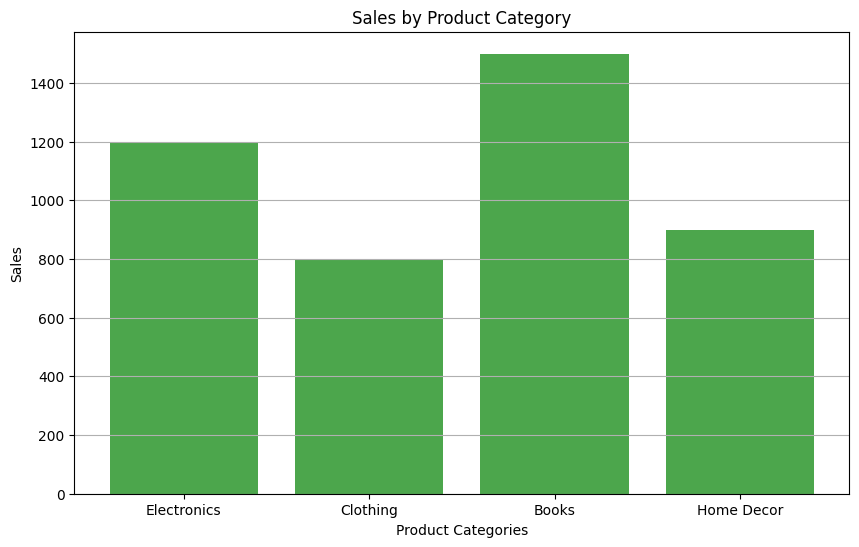 Sales by Product Category
Sales
1400
1200
1000
800
600
400
200
0
Electronics Clothing Books Home Decor
Product Categories